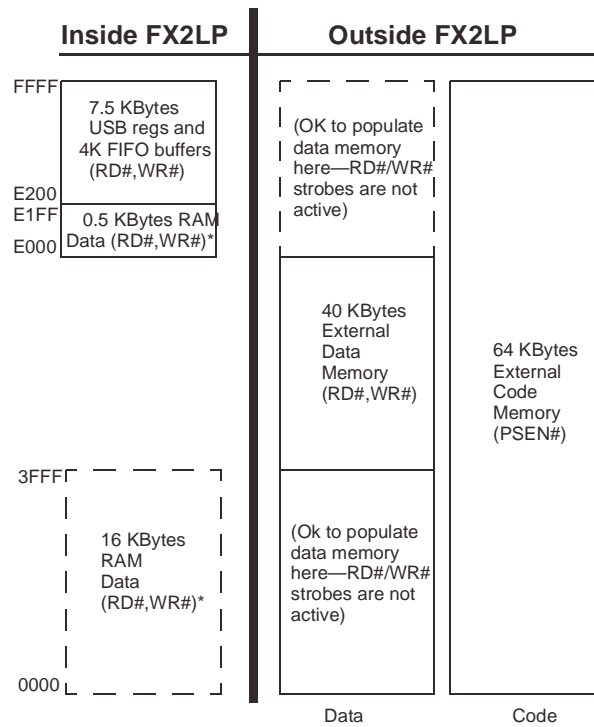 Inside FX2LP
Outside FX2LP
FFFF
7.5 KBytes
USB regs and
4K FIFO buffers
(RD#,WR#)
E200
E1FF
0.5 KBytes RAM
Data (RD#,WR#)*
E000
(OK to populate
data memory
here—RD#/WR#
strobes are not
active)
40 KBytes
External
Data
Memory
(RD#,WR#)
64 KBytes
External
Code
Memory
(PSEN#)
3FFF
16 KBytes
RAM
Data
(RD#,WR#)*
(Ok to populate
data memory
here—RD#/WR#
strobes are not
active)
0000
Data
Code